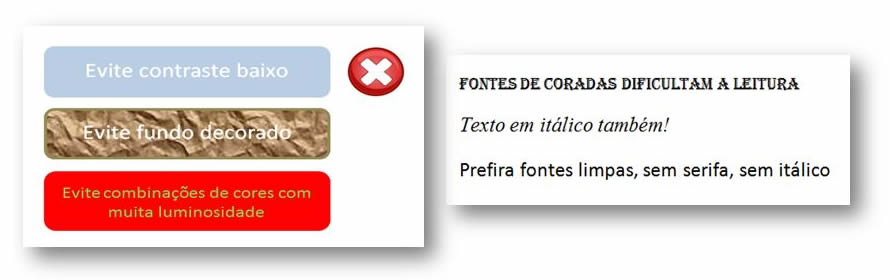 Evite contraste baixo
Evite fundo decorado
Evite combinações de cores com
muita luminosidade
FONTES DE CORADAS DIFICULTAM A LEITURA
Texto em itálico também!
Prefira fontes limpas, sem serifa, sem itálico